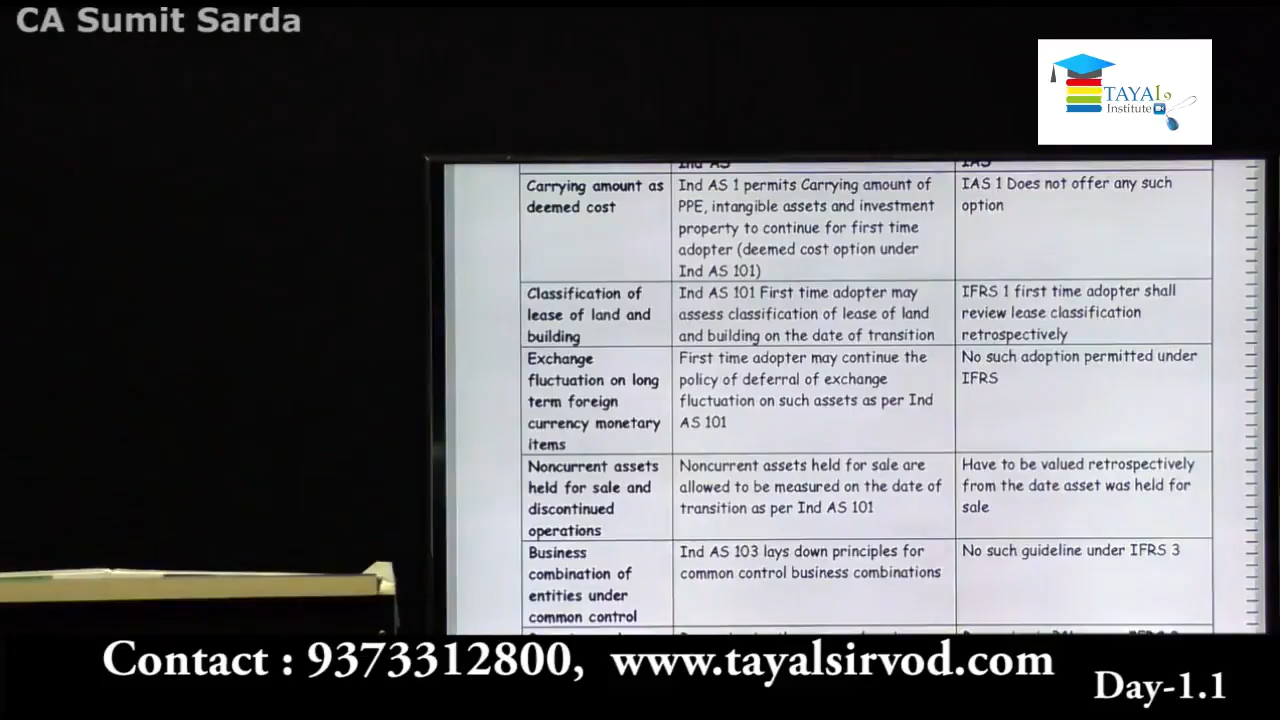 CA Sumit Sarda
TAYAls
Institute
Ind AS
IAS
Carrying amount as
deemed cost
Ind AS 1 permits Carrying amount of
PPE, intangible assets and investment
property to continue for first time
adopter (deemed cost option under
Ind AS 101)
IAS 1 Does not offer any such
option
Classification of
lease of land and
building
Ind AS 101 First time adopter may
assess classification of lease of land
and building on the date of transition
IFRS 1 first time adopter shall
review lease classification
retrospectively
Exchange
fluctuation on long
term foreign
currency monetary
items
First time adopter may continue the
policy of deferral of exchange
fluctuation on such assets as per Ind
AS 101
No such adoption permitted under
IFRS
Noncurrent assets
held for sale and
discontinued
operations
Noncurrent assets held for sale are
allowed to be measured on the date of
transition as per Ind AS 101
Have to be valued retrospectively
from the date asset was held for
sale
Business
combination of
entities under
common control
Ind AS 103 lays down principles for
common control business combinations
No such guideline under IFRS 3
Contact : 9373312800, www.tayalsirvod.com
Day-1.1